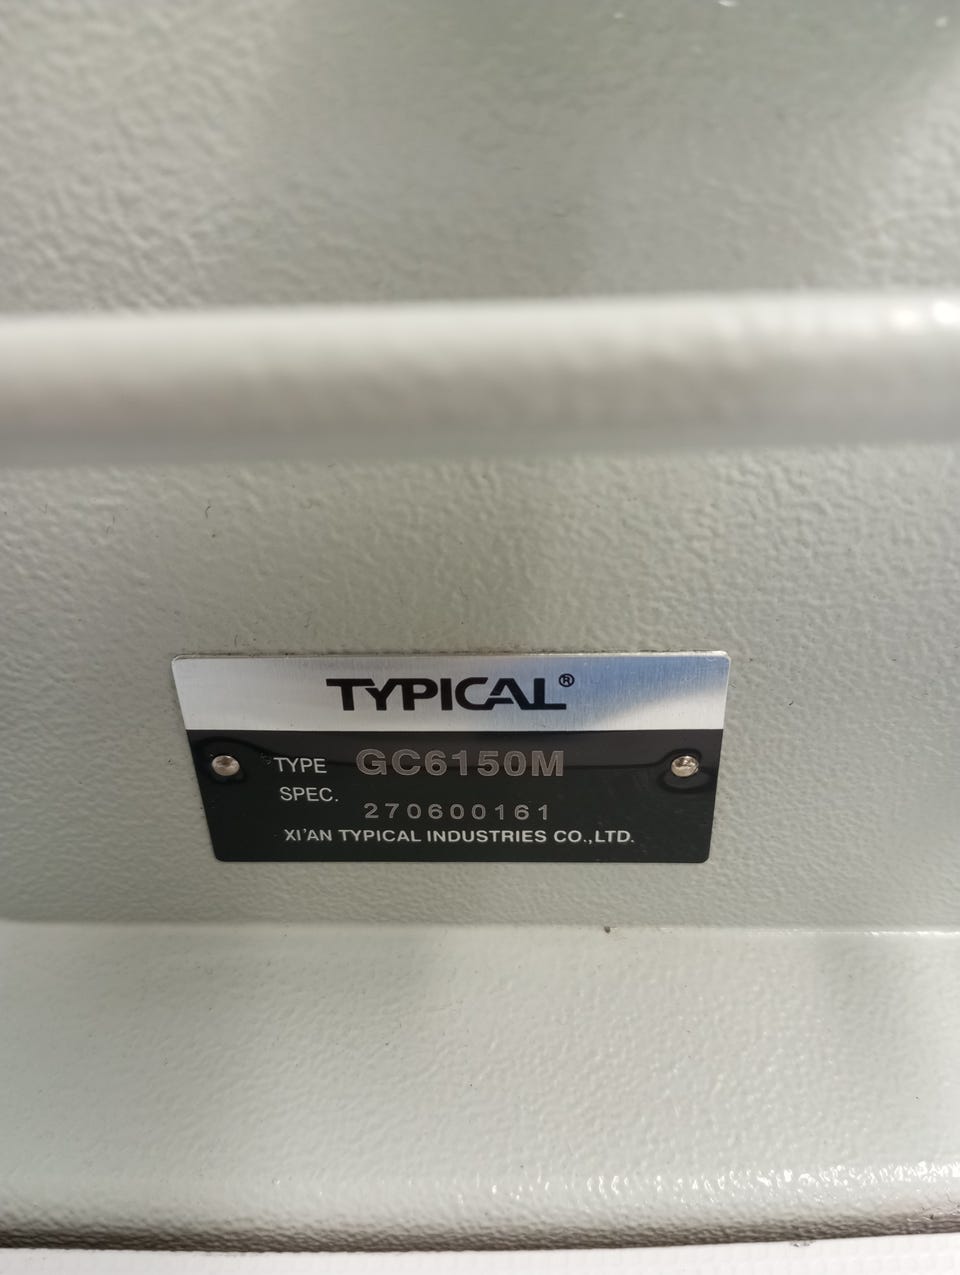 TYPICAL®
TYPE GC6150M
SPEC. 270600161
XI'AN TYPICAL INDUSTRIES CO.,LTD.